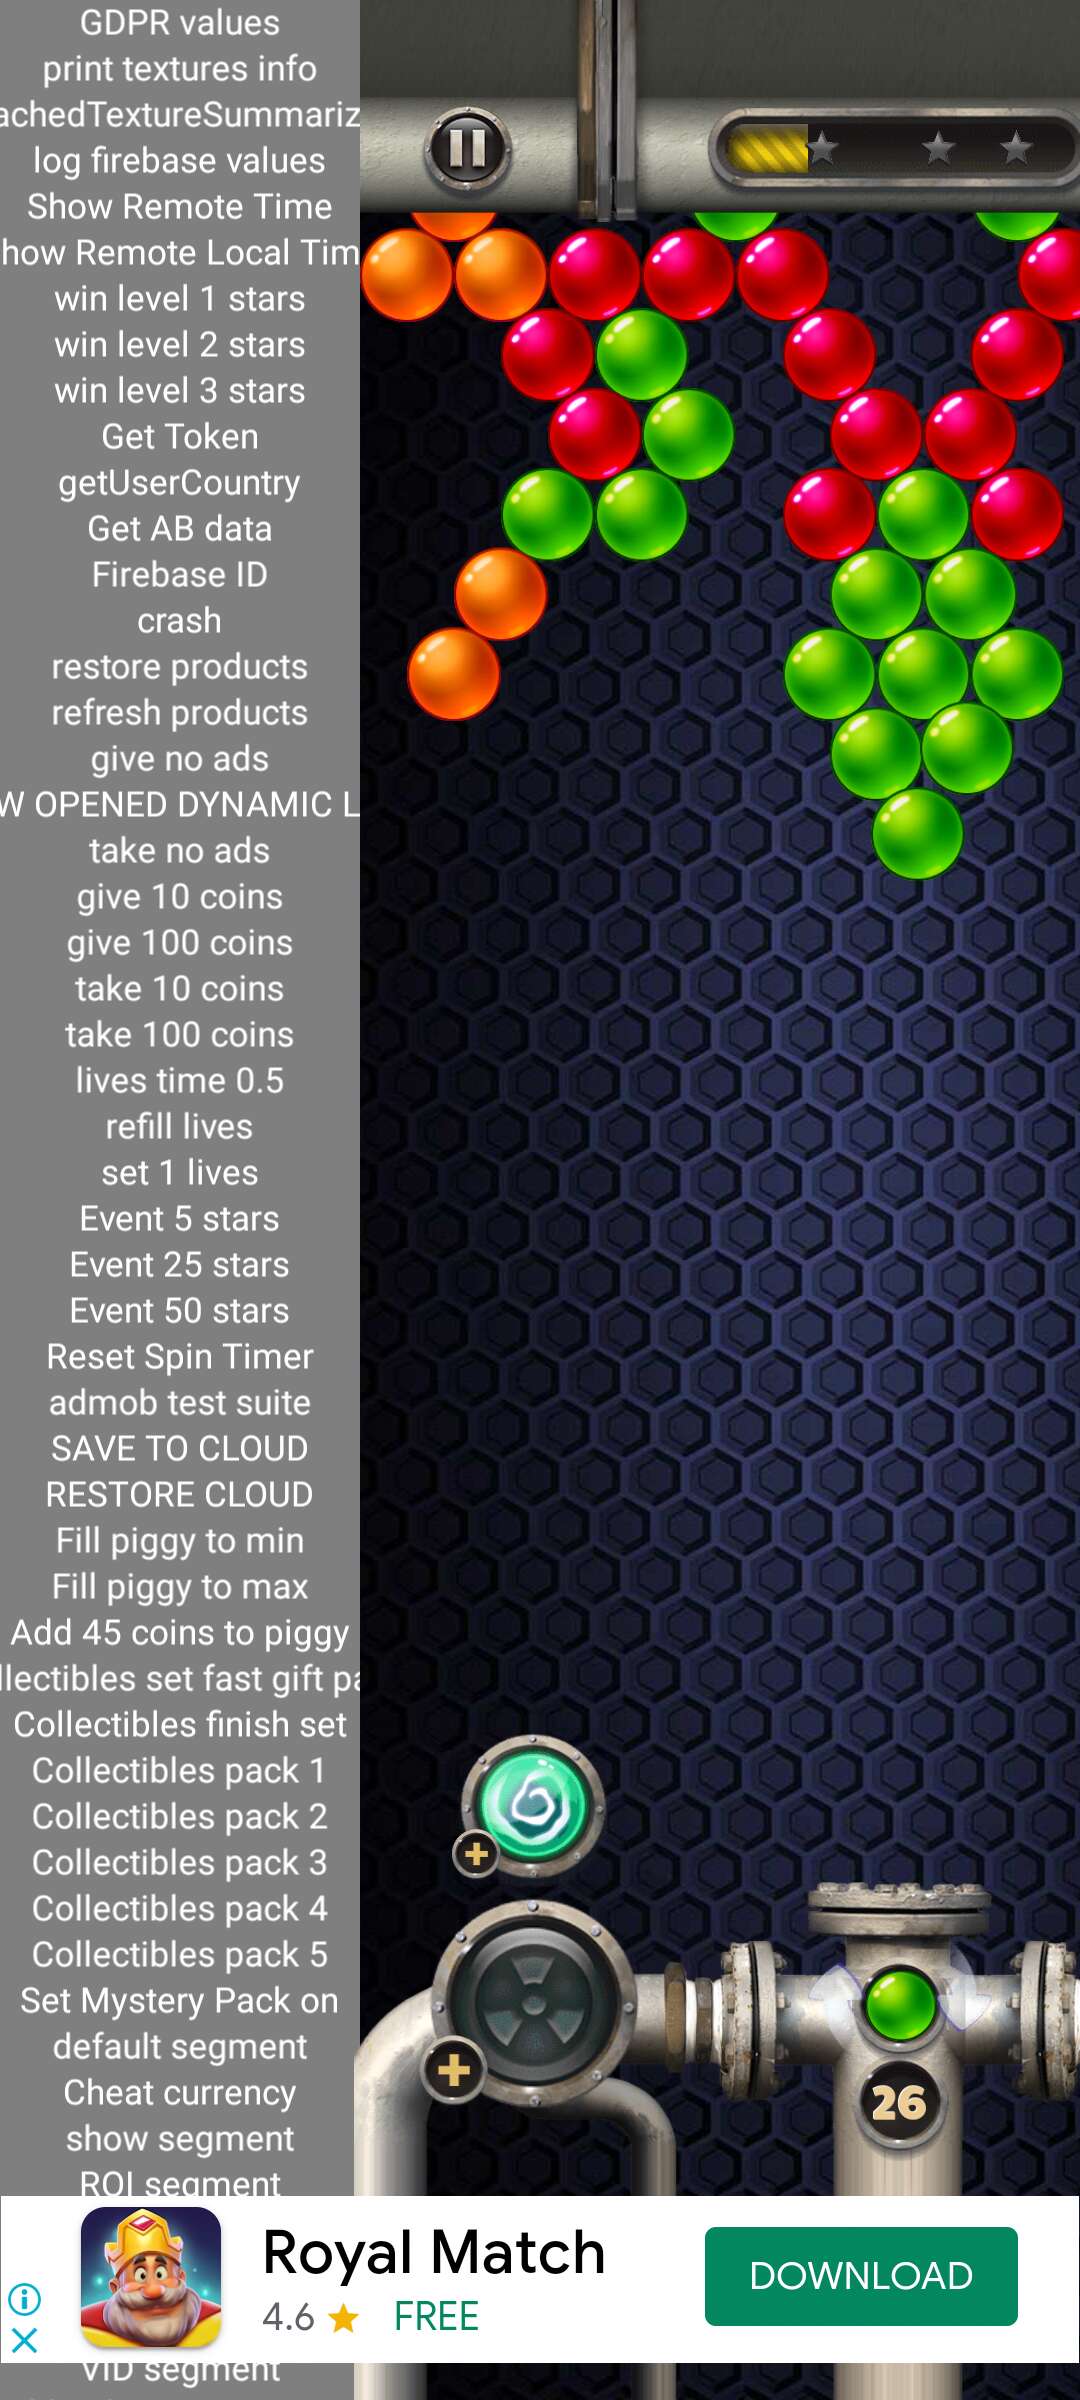 GDPR values
print textures info
achedTextureSummariz
log firebase values
Show Remote Time
how Remote Local Tim
win level 1 stars
win level 2 stars
win level 3 stars
Get Token
getUserCountry
Get AB data
Firebase ID
crash
restore products
refresh products
give no ads
W OPENED DYNAMIC L
take no ads
give 10 coins
give 100 coins
take 10 coins
take 100 coins
lives time 0.5
refill lives
set 1 lives
Event 5 stars
Event 25 stars
Event 50 stars
Reset Spin Timer
admob test suite
SAVE TO CLOUD
RESTORE CLOUD
Fill piggy to min
Fill piggy to max
Add 45 coins to piggy
llectibles set fast gift pa
Collectibles finish set
Collectibles pack 1
Collectibles pack 2
Collectibles pack 3
Collectibles pack 4
Collectibles pack 5
Set Mystery Pack on
default segment
Cheat currency
show segment
ROI segment
26
Royal Match
4.6 ★ FREE
DOWNLOAD
VID segment